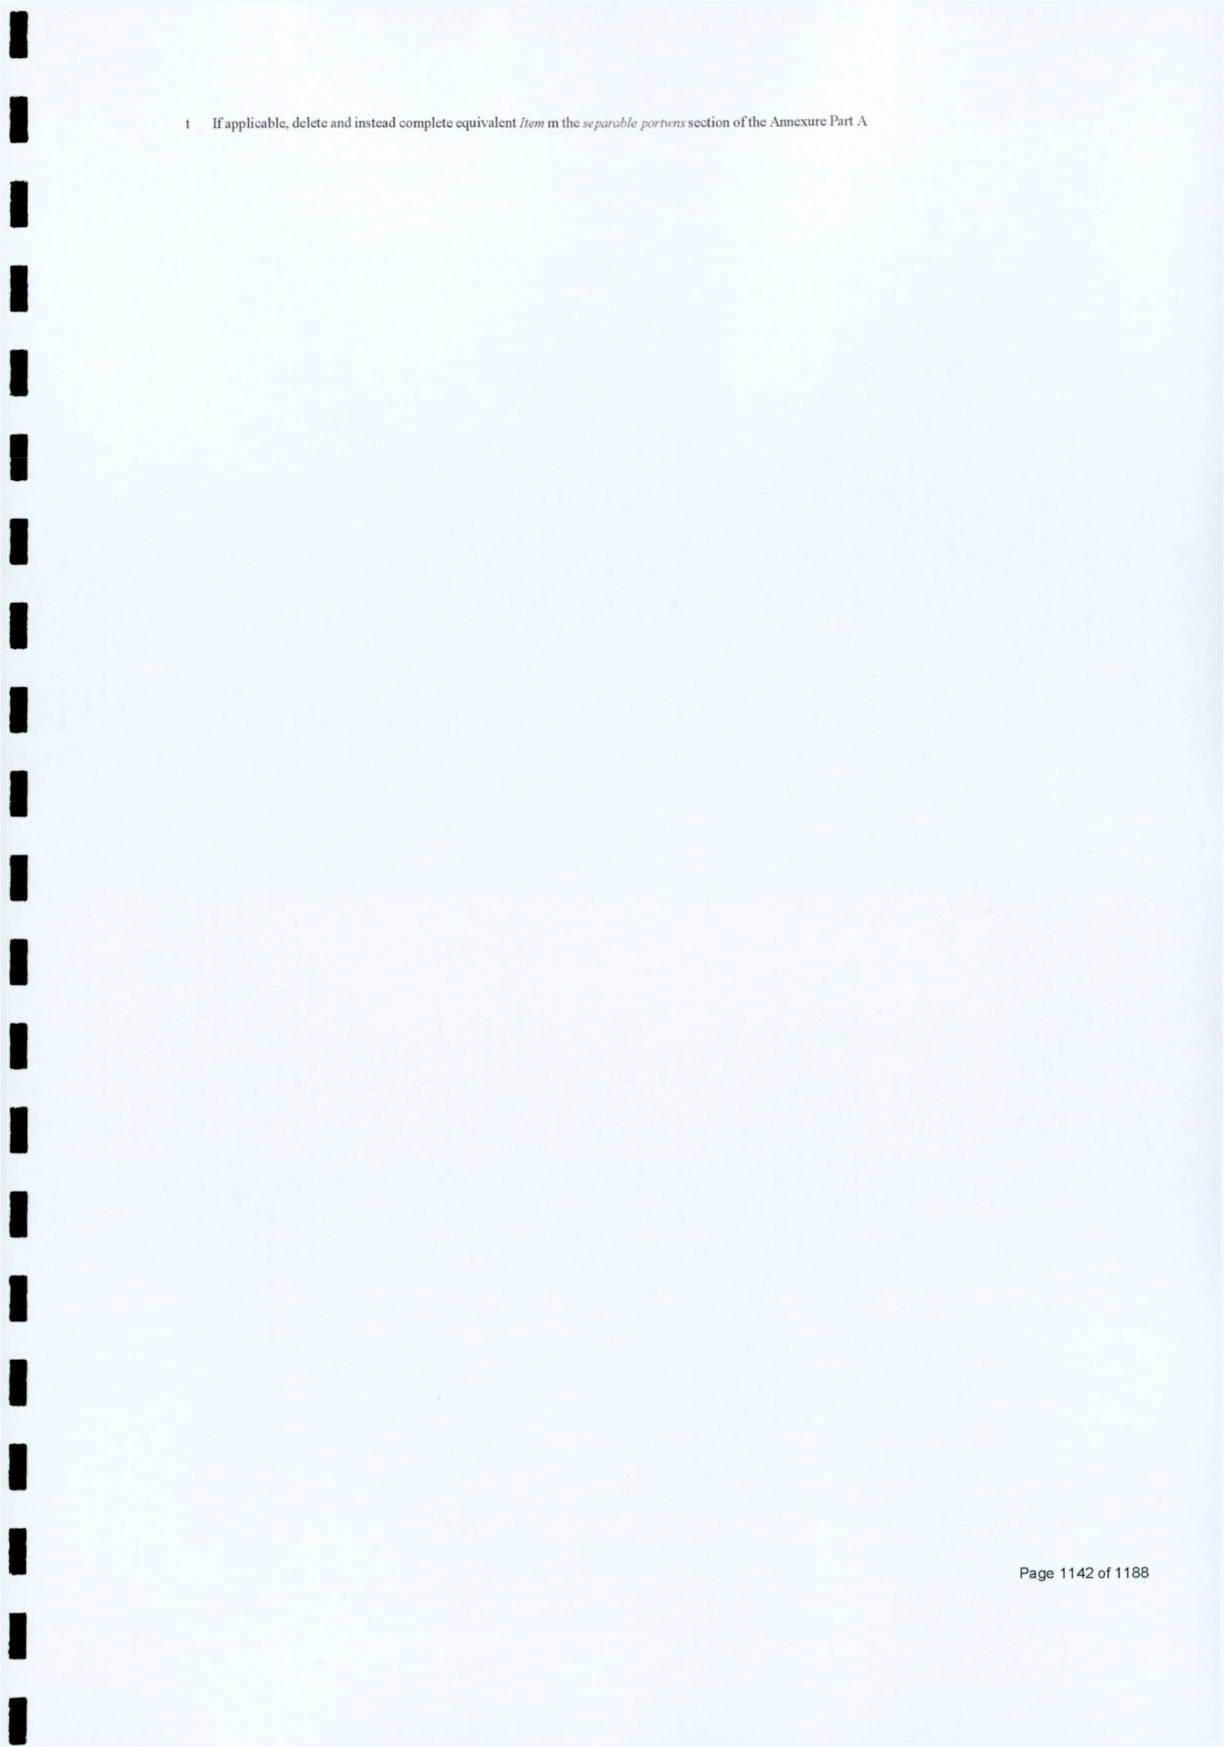 t If applicable, delete and instead complete equivalent Item m the separable portwns section of the Annexure Part A
Page 1142 of 1188